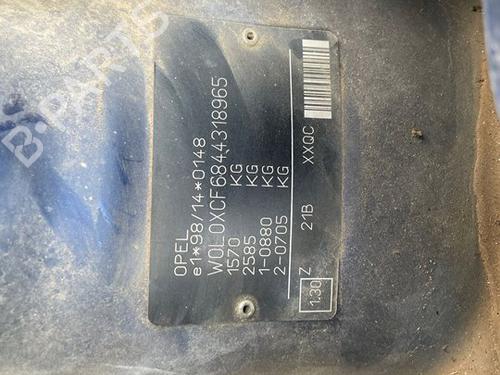 OPEL
e1*98/14*0148
W0L0XCF6844318965
1570 KG
2585 KG
1-0880 KG
2-0705 KG
Z 21B XXQC
1.30
B-PARTS